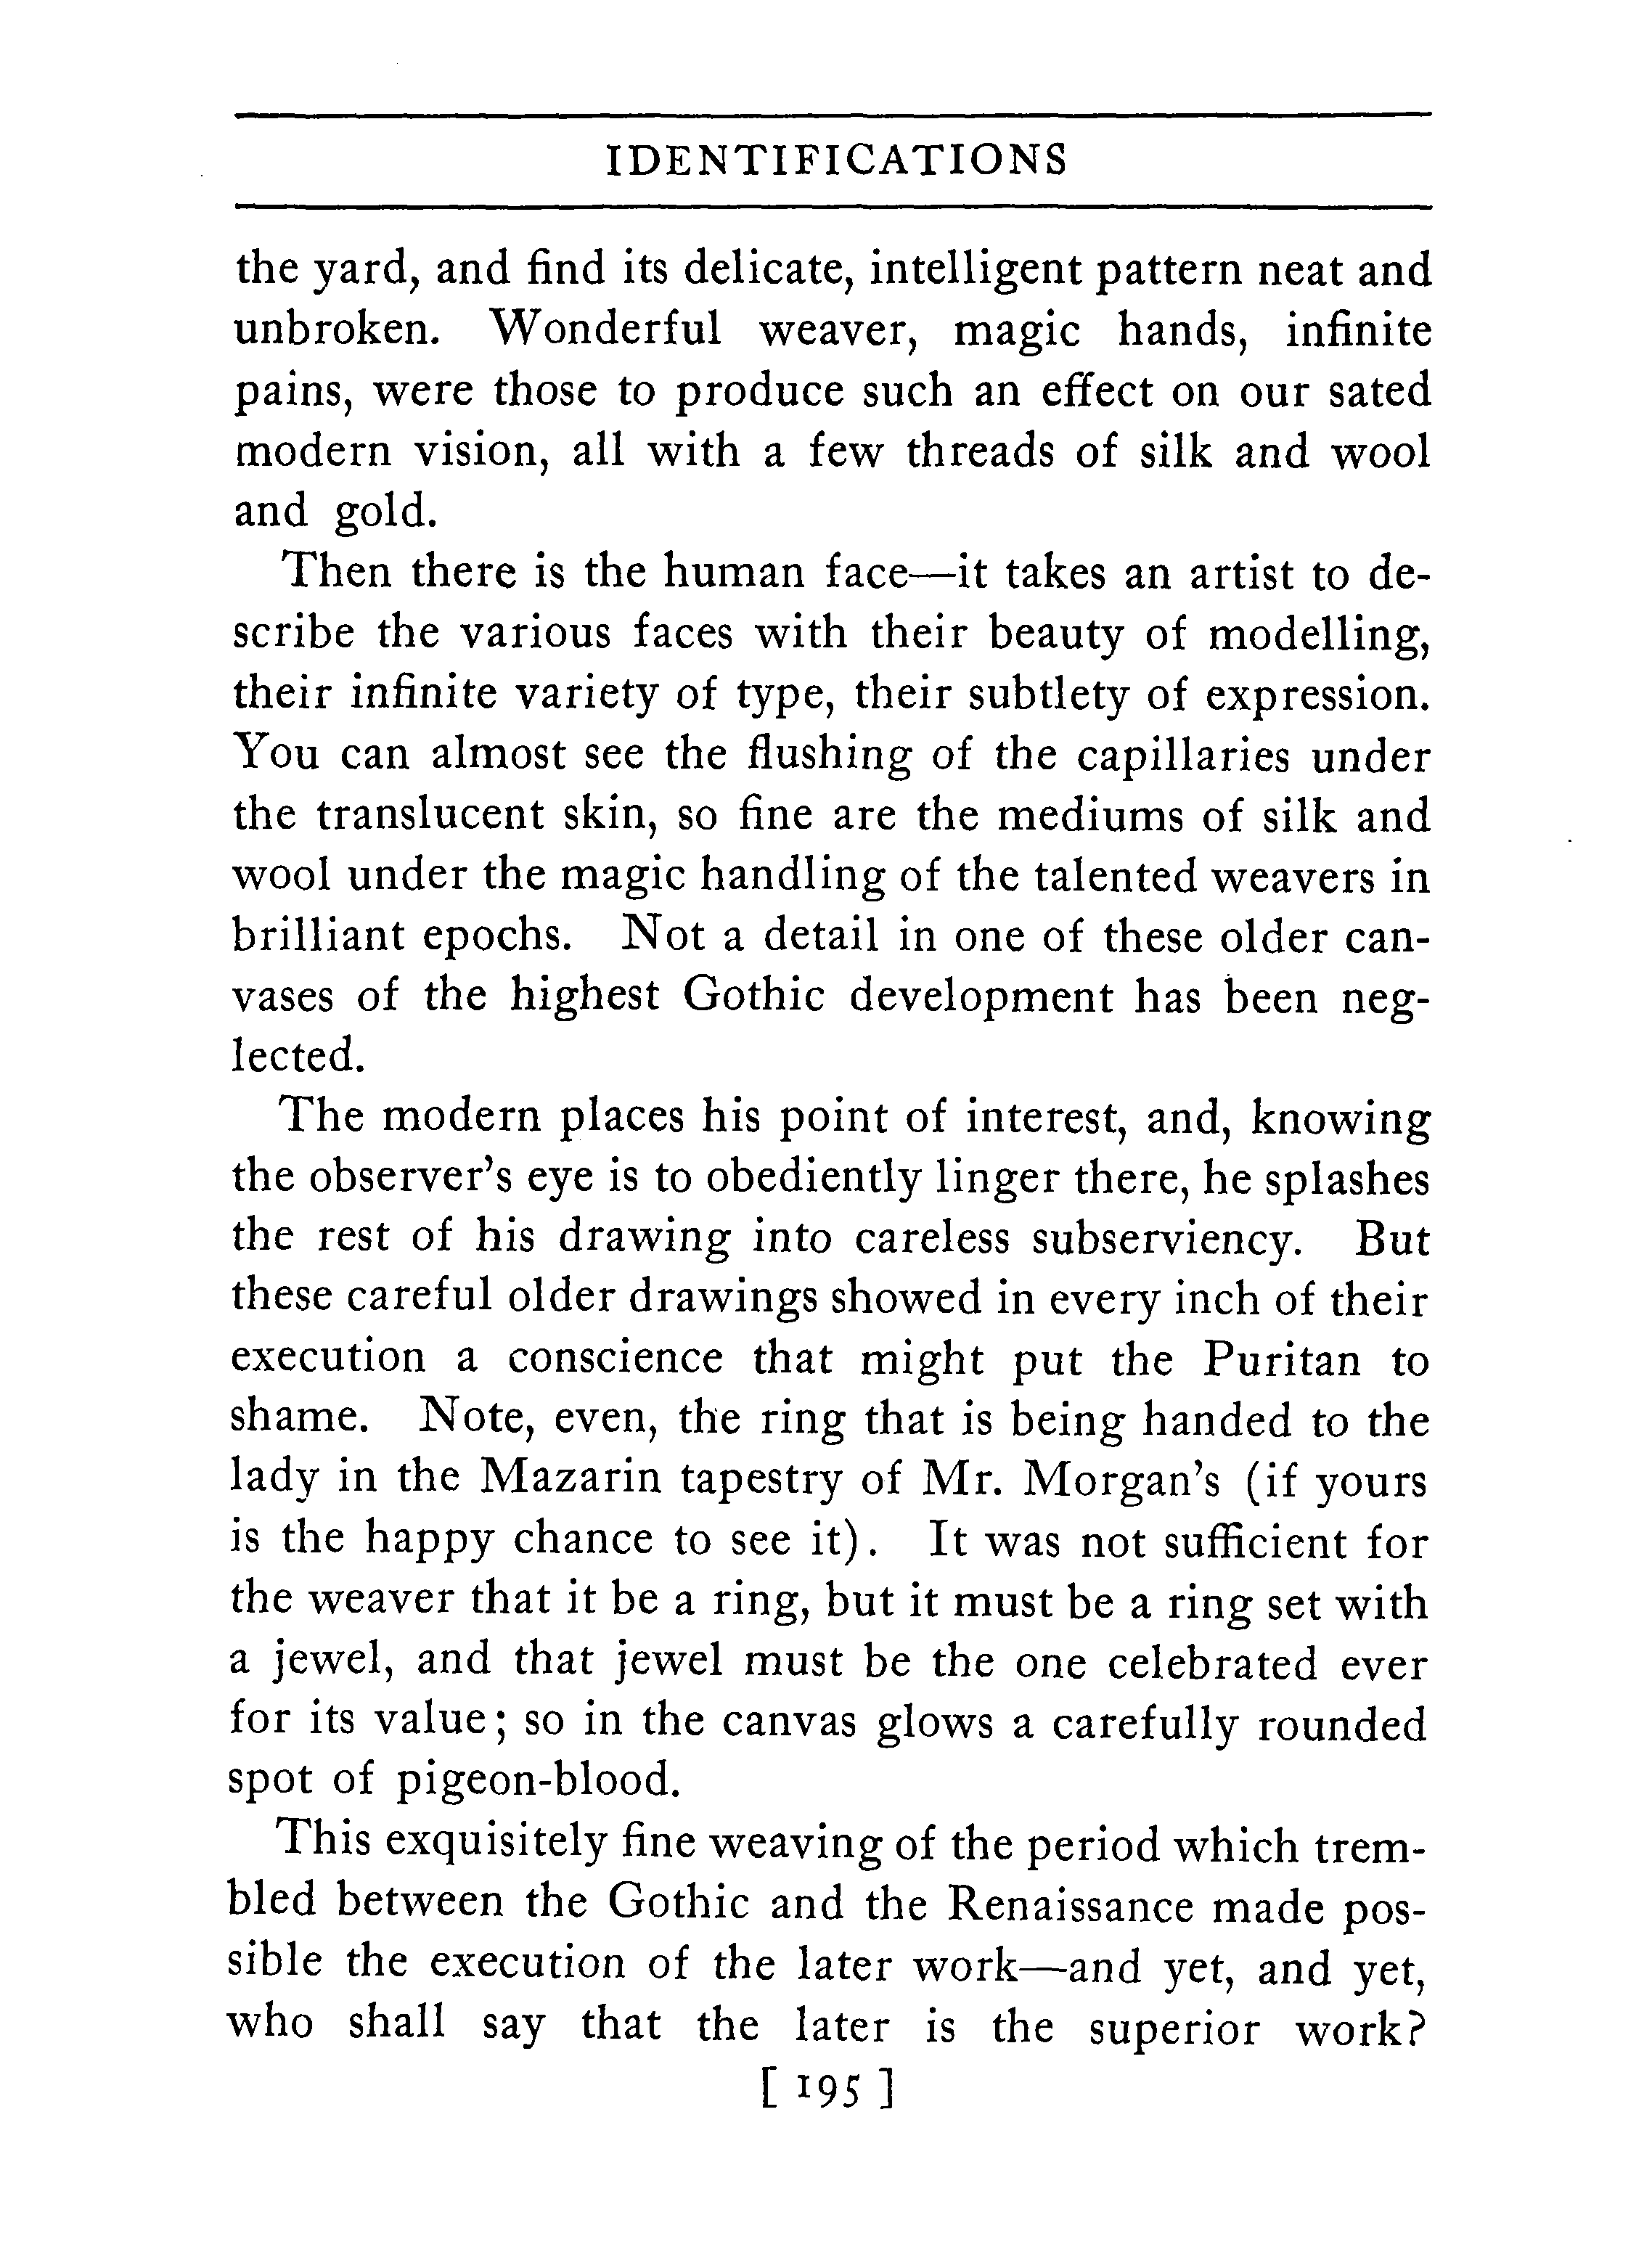 IDENTIFICATIONS
the yard, and find its delicate, intelligent pattern neat and
unbroken. Wonderful weaver, magic hands, infinite
pains, were those to produce such an effect on our sated
modern vision, all with a few threads of silk and wool
and gold.
Then there is the human face—it takes an artist to de-
scribe the various faces with their beauty of modelling,
their infinite variety of type, their subtlety of expression.
You can almost see the flushing of the capillaries under
the translucent skin, so fine are the mediums of silk and
wool under the magic handling of the talented weavers in
brilliant epochs. Not a detail in one of these older can-
vases of the highest Gothic development has been neg-
lected.
The modern places his point of interest, and, knowing
the observer's eye is to obediently linger there, he splashes
the rest of his drawing into careless subserviency. But
these careful older drawings showed in every inch of their
execution a conscience that might put the Puritan to
shame. Note, even, the ring that is being handed to the
lady in the Mazarin tapestry of Mr. Morgan's (if yours
is the happy chance to see it). It was not sufficient for
the weaver that it be a ring, but it must be a ring set with
a jewel, and that jewel must be the one celebrated ever
for its value; so in the canvas glows a carefully rounded
spot of pigeon-blood.
This exquisitely fine weaving of the period which trem-
bled between the Gothic and the Renaissance made pos-
sible the execution of the later work—and yet, and yet,
who shall say that the later is the superior work?
[ 195 ]